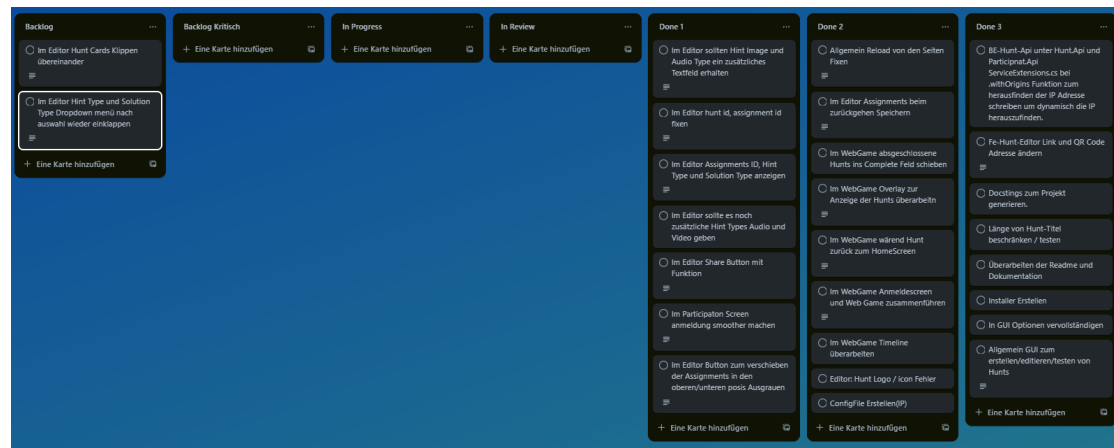 Backlog
Im Editor Hunt Cards Klippen
übereinander
Im Editor Hint Type und Solution
Type Dropdown menü nach
auswahl wieder einklappen
+ Eine Karte hinzufügen
Backlog Kritisch
+ Eine Karte hinzufügen
In Progress
+ Eine Karte hinzufügen
In Review
+ Eine Karte hinzufügen
Done 1
Im Editor sollten Hint Image und
Audio Type ein zusätzliches
Textfeld erhalten
Im Editor hunt id, assignment id
fixen
Im Editor Assignments ID, Hint
Type und Solution Type anzeigen
Im Editor sollte es noch
zusätzliche Hint Types Audio und
Video geben
Im Editor Share Button mit
Funktion
Im Participaton Screen
anmeldung smoother machen
Im Editor Button zum verschieben
der Assignments in den
oberen/unteren posis Ausgrauen
+ Eine Karte hinzufügen
Done 2
Allgemein Reload von den Seiten
Fixen
Im Editor Assignments beim
zurückgehen Speichern
Im WebGame absgeschlossene
Hunts ins Complete Feld schieben
Im WebGame Overlay zur
Anzeige der Hunts überarbeitn
Im WebGame wärend Hunt
zurück zum HomeScreen
Im WebGame Anmeldescreen
und Web Game zusammenführen
Im WebGame Timeline
überarbeiten
Editor: Hunt Logo / icon Fehler
ConfigFile Erstellen(IP)
+ Eine Karte hinzufügen
Done 3
BE-Hunt-Api unter Hunt.Api und
Participnat.Api
ServiceExtensions.cs bei
.withOrigins Funktion zum
herausfinden der IP Adresse
schreiben um dynamisch die IP
herauszufinden.
Fe-Hunt-Editor Link und QR Code
Adresse ändern
Docstings zum Projekt
generieren.
Länge von Hunt-Titel
beschränken / testen
Überarbeiten der Readme und
Dokumentation
Installer Erstellen
In GUI Optionen vervollständigen
Allgemein GUI zum
erstellen/editieren/testen von
Hunts
+ Eine Karte hinzufügen